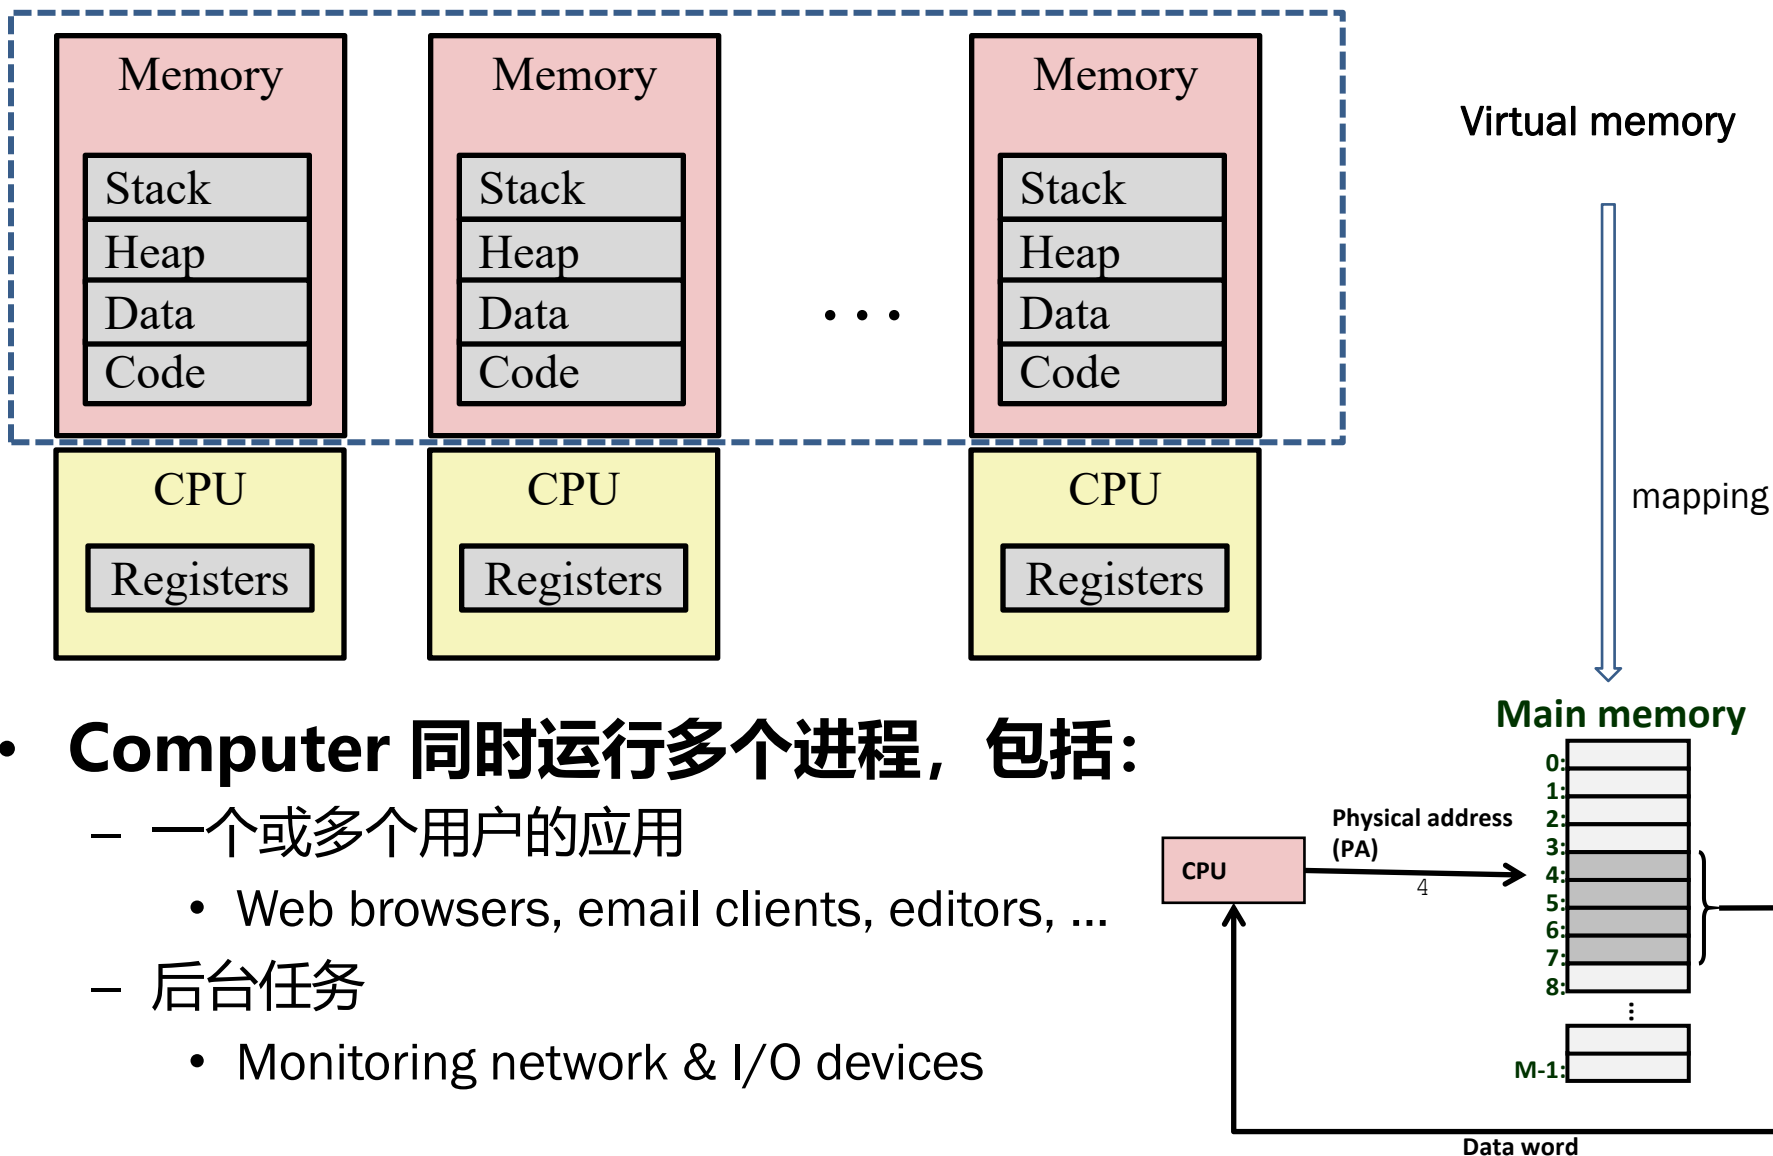 Memory
Stack
Heap
Data
Code
CPU
Registers
Memory
Stack
Heap
Data
Code
CPU
Registers
...
Memory
Stack
Heap
Data
Code
CPU
Registers
Virtual memory
mapping
• Computer 同时运行多个进程，包括：
– 一个或多个用户的应用
• Web browsers, email clients, editors, ...
– 后台任务
• Monitoring network & I/O devices
Main memory
0:
1:
2:
3:
4:
5:
6:
7:
8:
...
M-1:
Physical address
(PA)
4
CPU
Data word